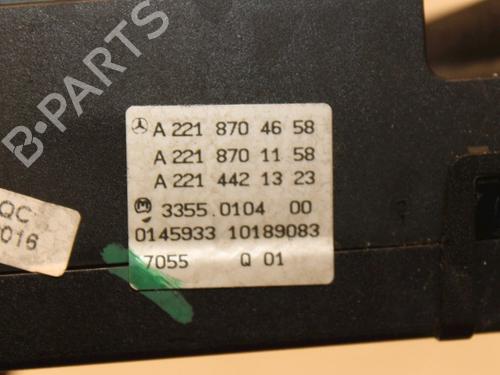 B-PARTS
A 221 870 46 58
A 221 870 11 58
A 221 442 13 23
3355.0104 00
0145933 10189083
7055 Q 01
QC
2016